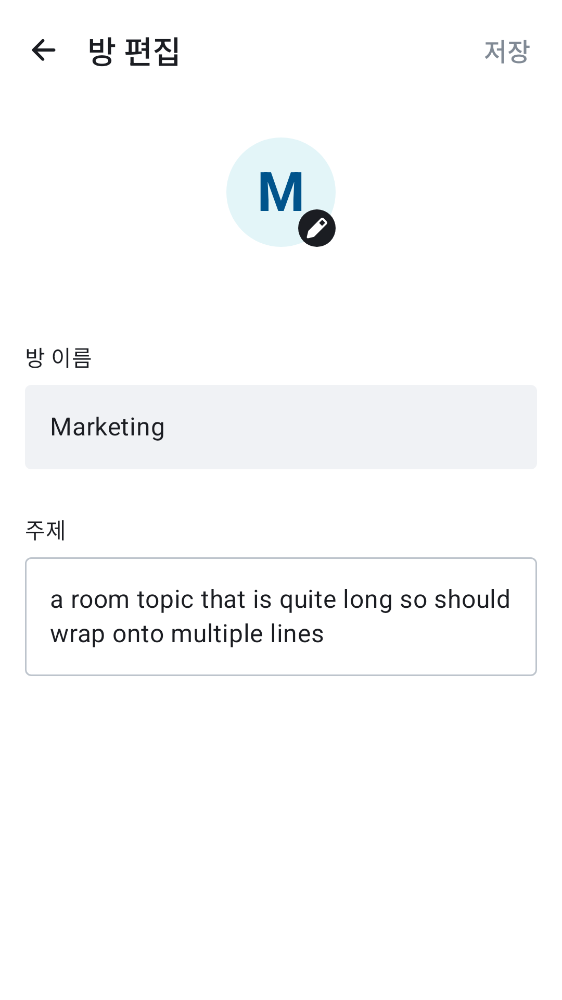 방 편집
저장
M
방 이름
Marketing
주제
a room topic that is quite long so should
wrap onto multiple lines